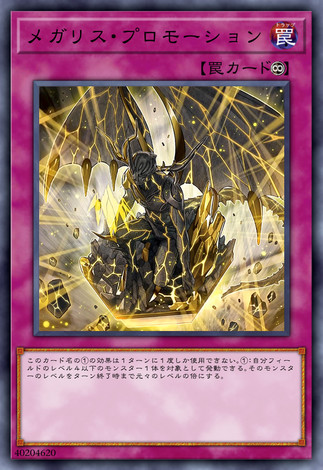 メガリス・プロモーション
トラップ
罠
【罠カード♾】
このカード名の①の効果は1ターンに1度しか使用できない。①:自分フィー
ルドのレベル4以下のモンスター1体を対象として発動できる。そのモンスタ
ーのレベルをターン終了時まで元々のレベルの倍にする。
40204620